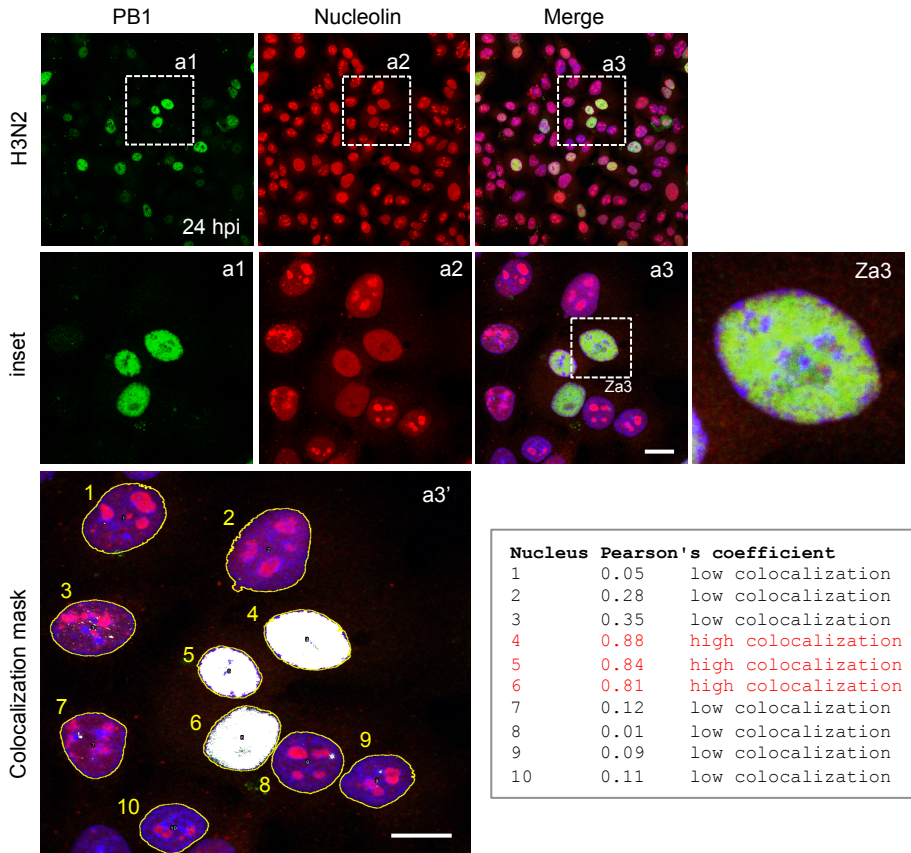 PB1 Nucleolin Merge
H3N2
a1 a2 a3
24 hpi
inset
a1 a2 a3 Za3
Za3
Colocalization mask
a3’
1
2
3
4
5
6
7
8
9
10
10
Nucleus Pearson's coefficient
1 0.05 low colocalization
2 0.28 low colocalization
3 0.35 low colocalization
4 0.88 high colocalization
5 0.84 high colocalization
6 0.81 high colocalization
7 0.12 low colocalization
8 0.01 low colocalization
9 0.09 low colocalization
10 0.11 low colocalization